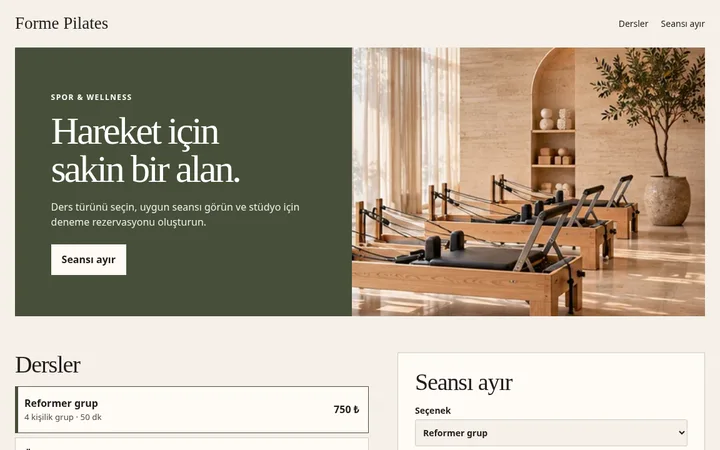 Forme Pilates
Dersler
Seansı ayır
SPOR & WELLNESS
Hareket için
sakin bir alan.
Ders türünü seçin, uygun seansı görün ve stüdyo için
deneme rezervasyonu oluşturun.
Seansı ayır
Dersler
Reformer grup
4 kişilik grup · 50 dk
750 ₺
Seansı ayır
Seçenek
Reformer grup